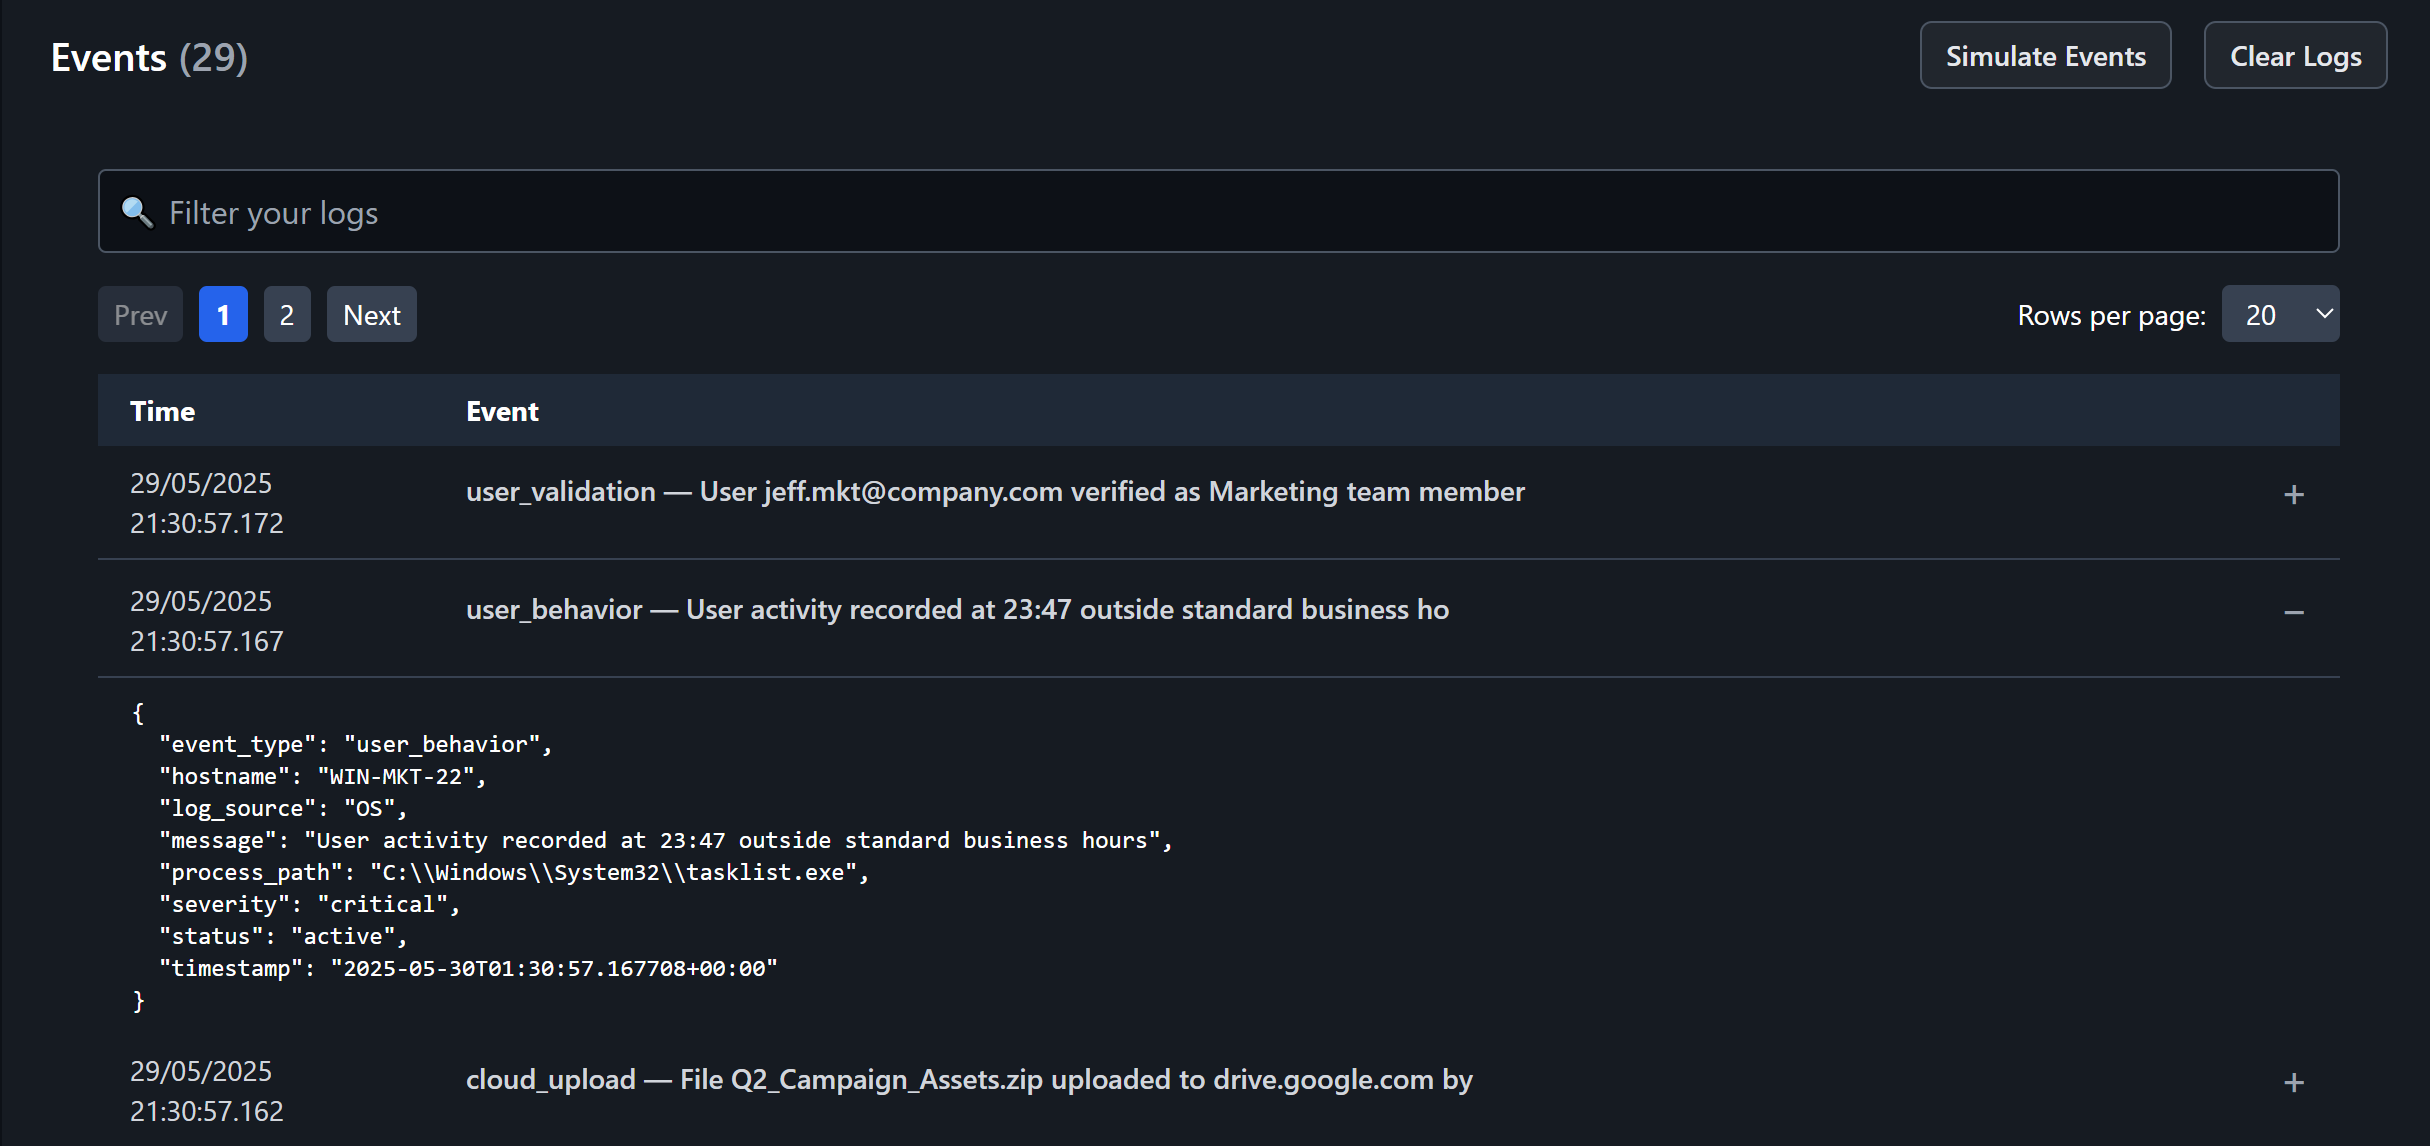 Events (29)
Simulate Events
Clear Logs
Filter your logs
Prev 1 2 Next
Rows per page: 20
Time Event
29/05/2025
21:30:57.172
user_validation — User jeff.mkt@company.com verified as Marketing team member
+
29/05/2025
21:30:57.167
user_behavior — User activity recorded at 23:47 outside standard business ho
−
{
  "event_type": "user_behavior",
  "hostname": "WIN-MKT-22",
  "log_source": "OS",
  "message": "User activity recorded at 23:47 outside standard business hours",
  "process_path": "C:\\Windows\\System32\\tasklist.exe",
  "severity": "critical",
  "status": "active",
  "timestamp": "2025-05-30T01:30:57.167708+00:00"
}
29/05/2025
21:30:57.162
cloud_upload — File Q2_Campaign_Assets.zip uploaded to drive.google.com by
+